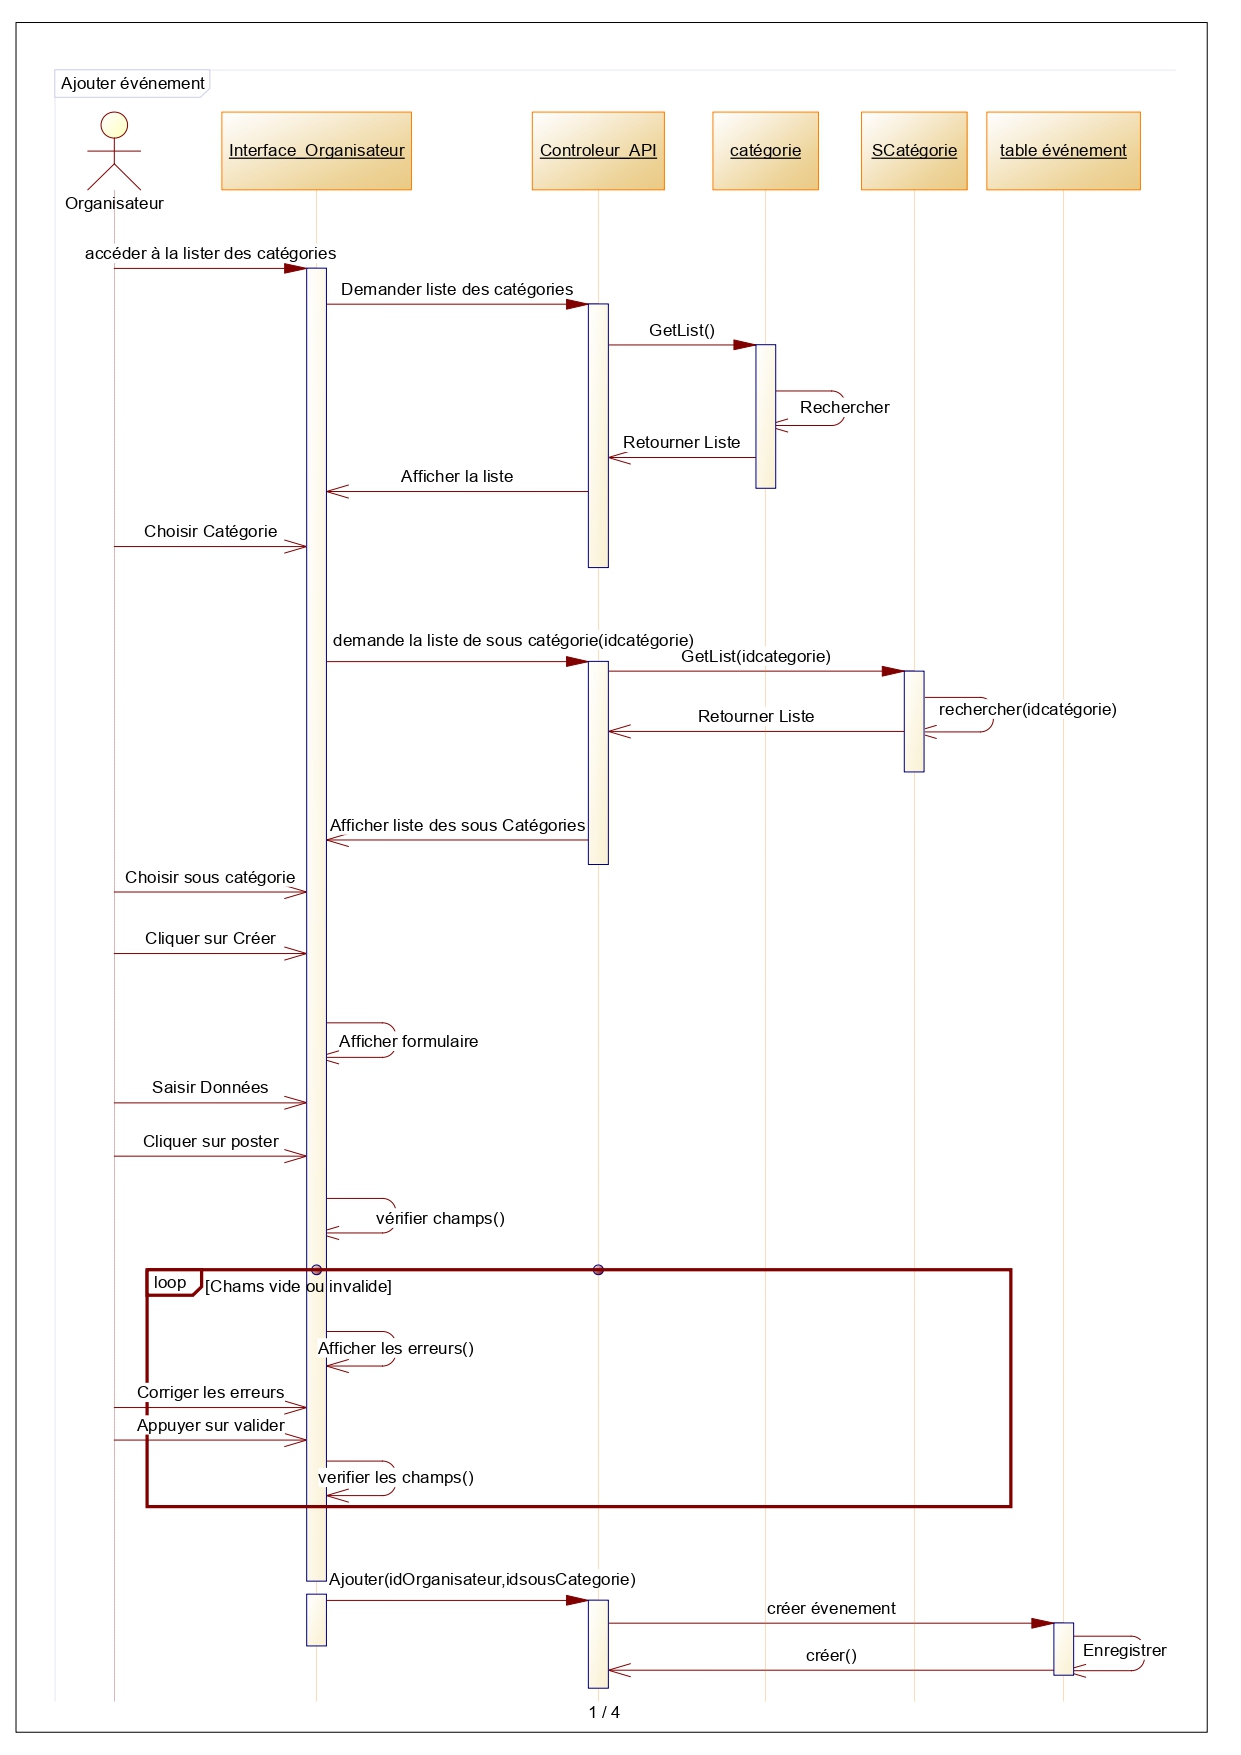 Ajouter événement
Organisateur
Interface_Organisateur
Controleur_API
catégorie
SCatégorie
table événement
accéder à la lister des catégories
Demander liste des catégories
GetList()
Rechercher
Retourner Liste
Afficher la liste
Choisir Catégorie
demande la liste de sous catégorie(idcatégorie)
GetList(idcategorie)
rechercher(idcatégorie)
Retourner Liste
Afficher liste des sous Catégories
Choisir sous catégorie
Cliquer sur Créer
Afficher formulaire
Saisir Données
Cliquer sur poster
vérifier champs()
loop
[Chams vide ou invalide]
Afficher les erreurs()
Corriger les erreurs
Appuyer sur valider
verifier les champs()
Ajouter(idOrganisateur,idsousCategorie)
créer évenement
Enregistrer
créer()
1 / 4